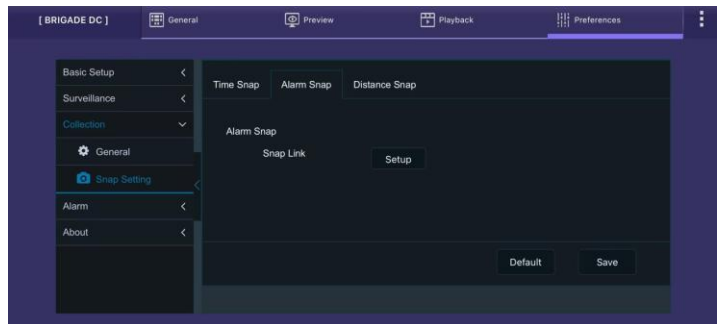 [ BRIGADE DC ] General Preview Playback Preferences
Basic Setup
Surveillance
Collection
General
Snap Setting
Alarm
About
Time Snap Alarm Snap Distance Snap
Alarm Snap
Snap Link Setup
Default Save